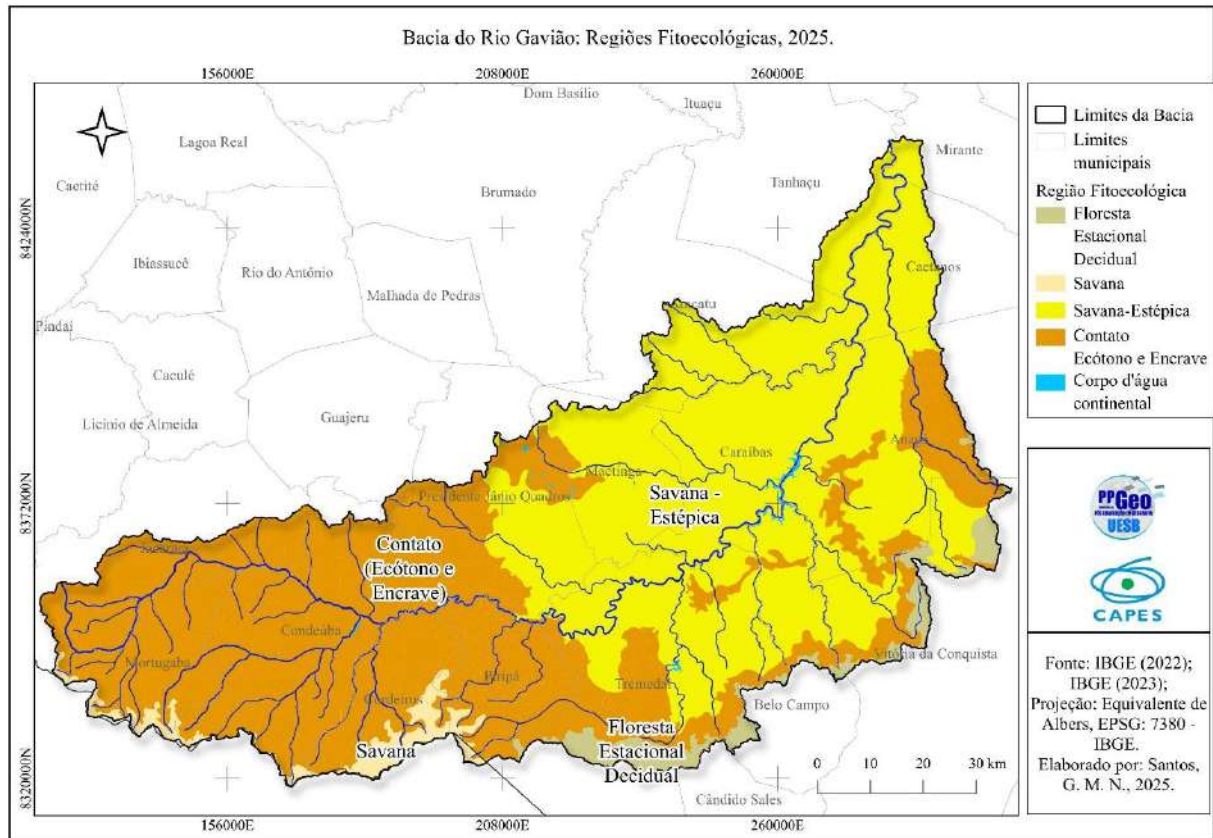 Bacia do Rio Gavião: Regiões Fitoecológicas, 2025.
156000E
208000E
260000E
Dom Basílio
Ituaçu
Lagoa Real
Mirante
Caetité
Tanhaçu
Brumado
8424000N
Ibiassucê
Rio do Antônio
Caetanos
Malhada de Pedras
Pindaí
Caculé
Guajeru
Licínio de Almeida
Anagé
Caraíbas
Maetinga
Presidente Jânio Quadros
8372000N
Savana -
Estépica
Contato
(Ecótono e
Encrave)
Condeúba
Mortugaba
Vitória da Conquista
Piripá
Tremedal
Cordeiros
Belo Campo
Savana
Floresta
Estacional
Decidual
8320000N
0
10
20
30 km
Cândido Sales
156000E
208000E
260000E
Limites da Bacia
Limites
municipais
Região Fitoecológica
Floresta
Estacional
Decidual
Savana
Savana-Estépica
Contato
Ecótono e Encrave
Corpo d'água
continental
PPGeo
UESB
CAPES
Fonte: IBGE (2022);
IBGE (2023);
Projeção: Equivalente de
Albers, EPSG: 7380 -
IBGE.
Elaborado por: Santos,
G. M. N., 2025.